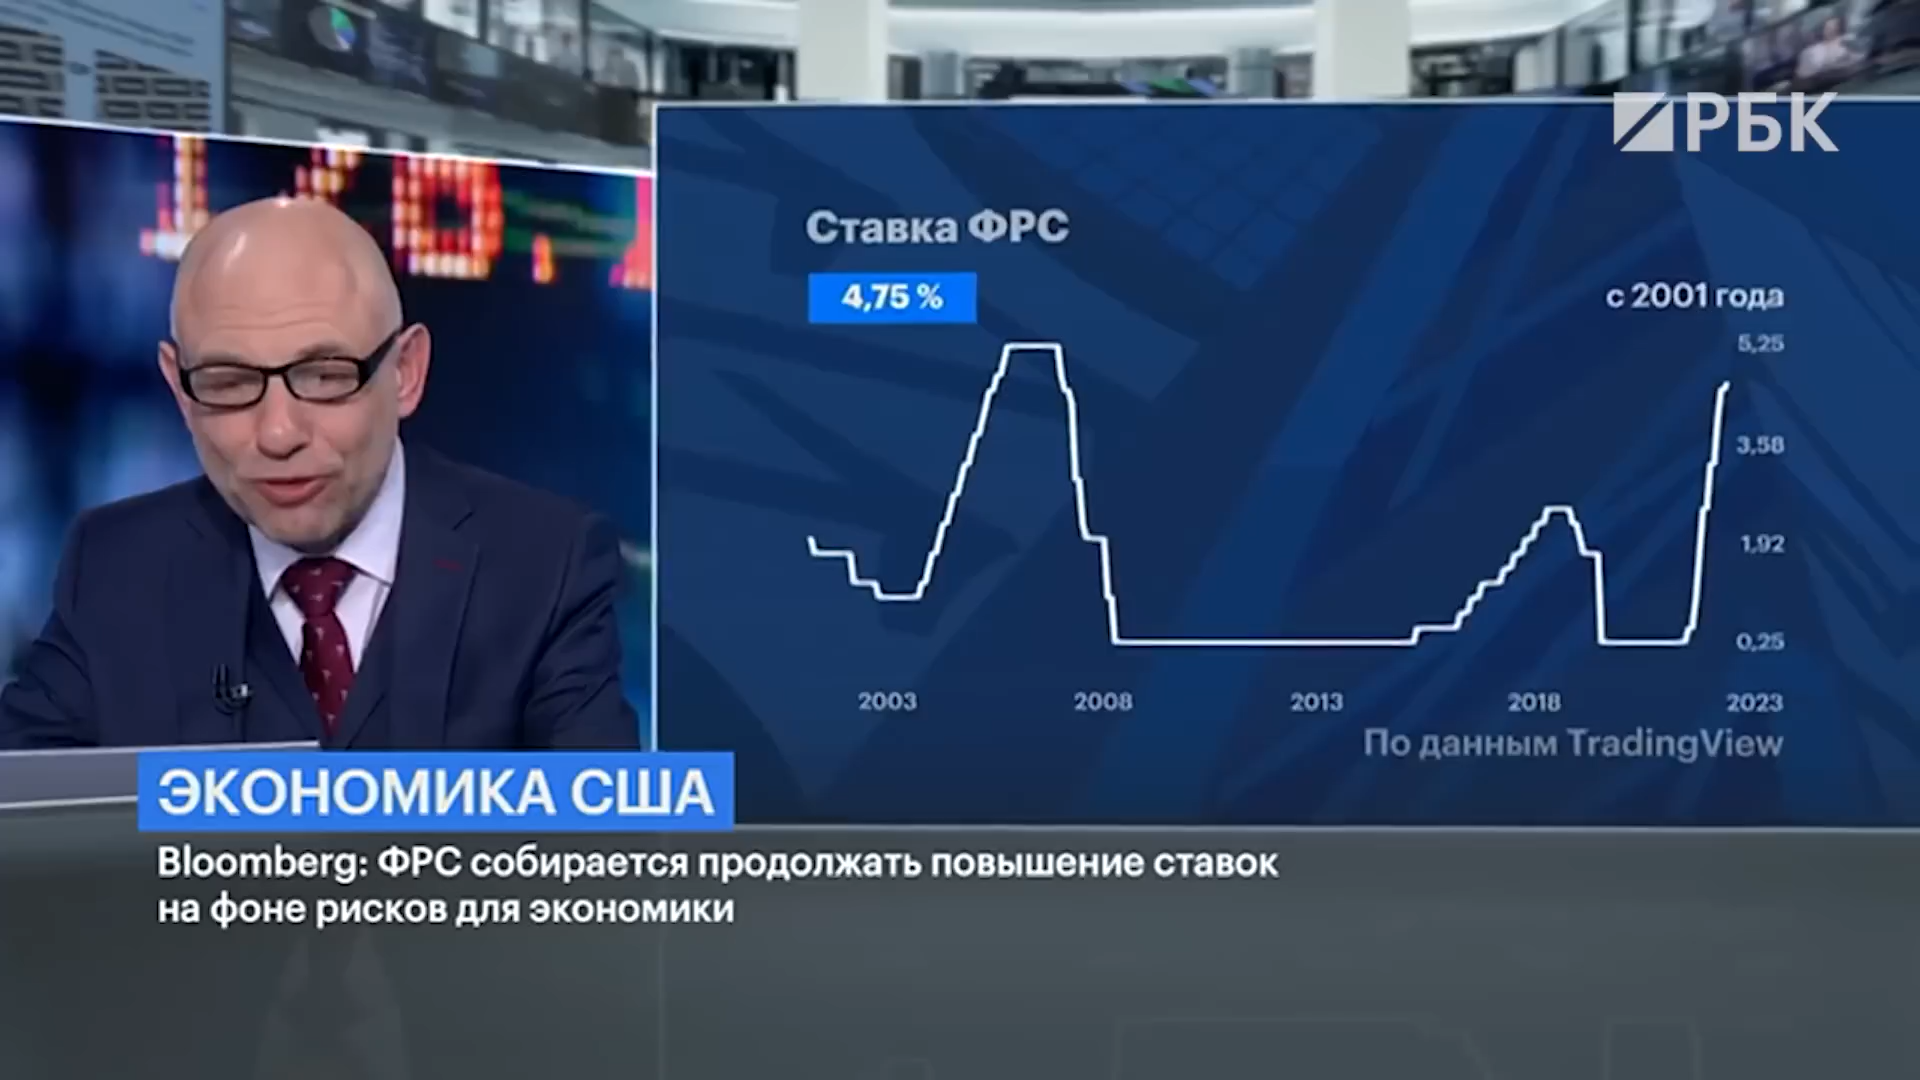 РБК
Ставка ФРС
4,75 %
с 2001 года
5,25
3,58
1,92
0,25
2003 2008 2013 2018 2023
По данным TradingView
ЭКОНОМИКА США
Bloomberg: ФРС собирается продолжать повышение ставок
на фоне рисков для экономики